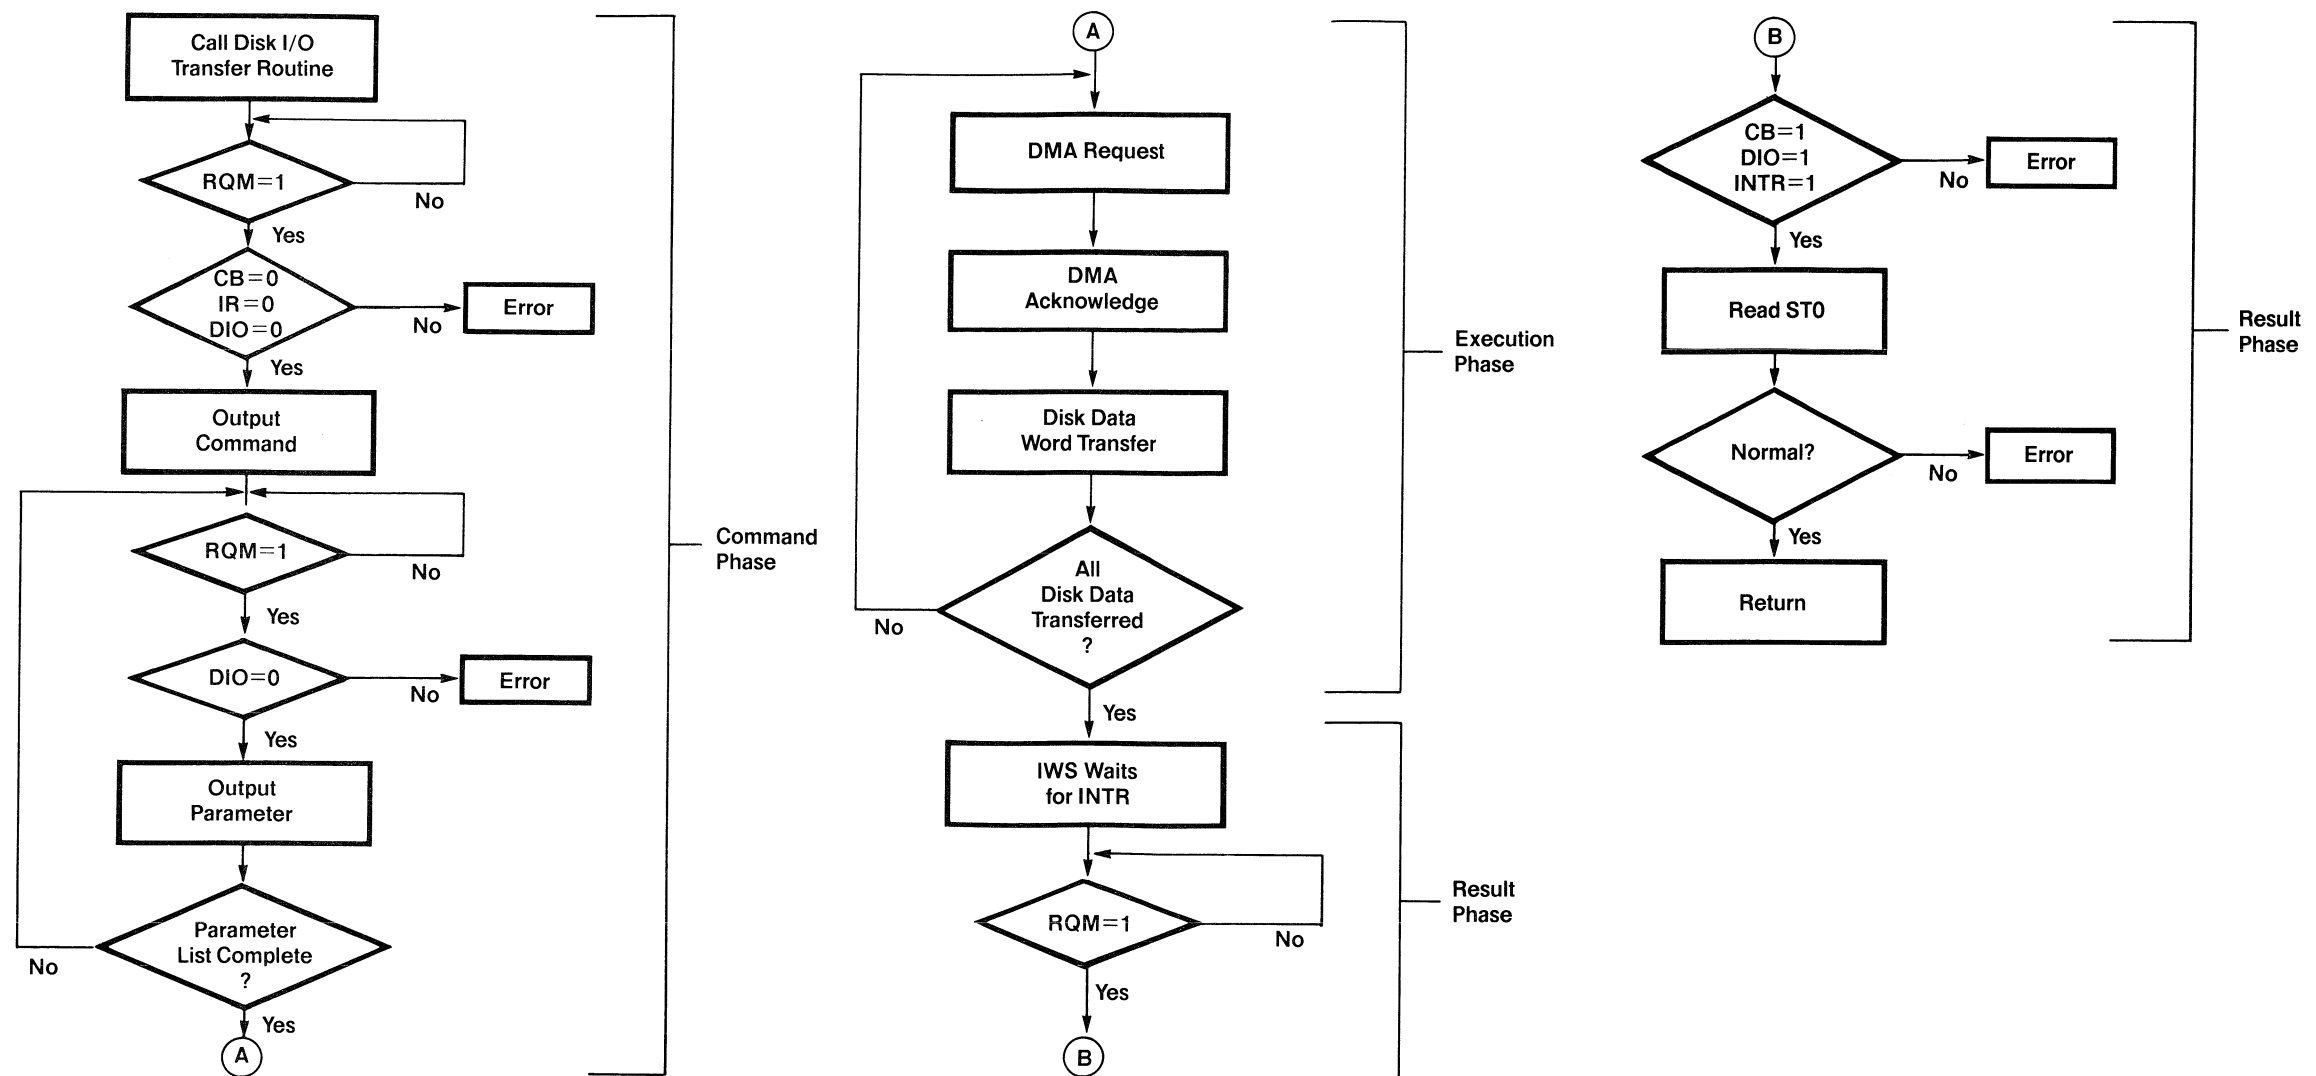 Call Disk I/O
Transfer Routine
RQM=1
No
Yes
CB=0
IR=0
DIO=0
No
Error
Yes
Output
Command
RQM=1
No
Yes
DIO=0
No
Error
Yes
Output
Parameter
Parameter
List Complete
?
No
Yes
A
Command
Phase
A
DMA Request
DMA
Acknowledge
Disk Data
Word Transfer
All
Disk Data
Transferred
?
No
Yes
Execution
Phase
IWS Waits
for INTR
RQM=1
No
Yes
B
Result
Phase
B
CB=1
DIO=1
INTR=1
No
Error
Yes
Read ST0
Normal?
No
Error
Yes
Return
Result
Phase